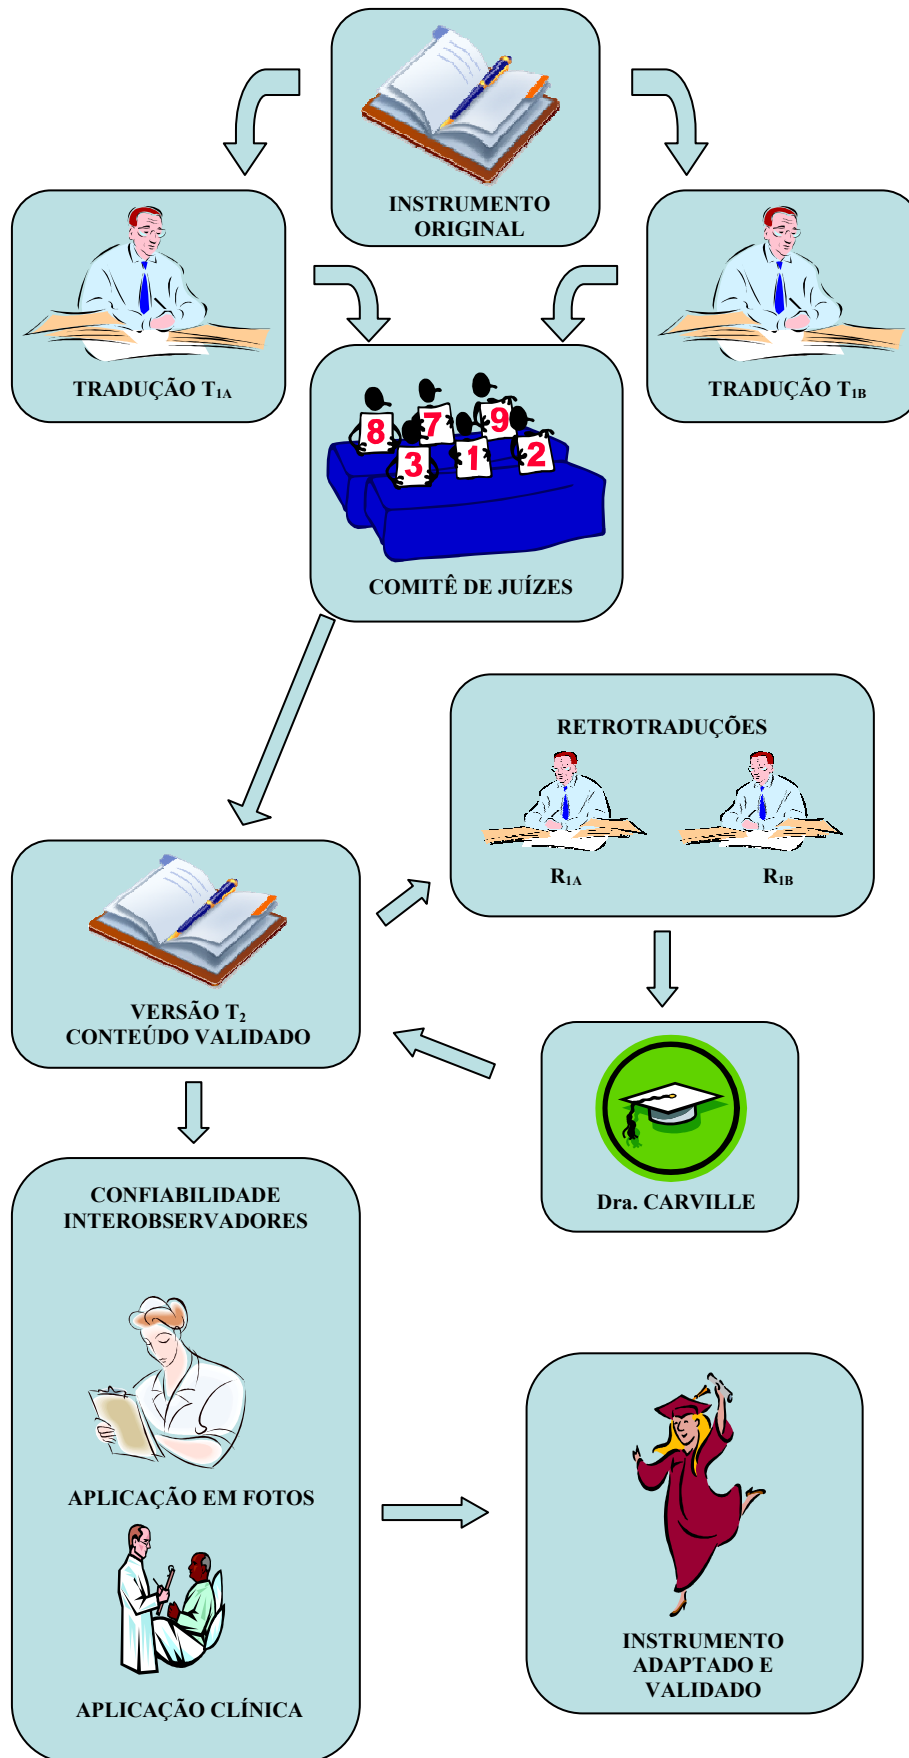 INSTRUMENTO
ORIGINAL
TRADUÇÃO T1A
TRADUÇÃO T1B
8 7 9
3 1 2
COMITÊ DE JUÍZES
RETROTRADUÇÕES
R1A
R1B
VERSÃO T2
CONTEÚDO VALIDADO
Dra. CARVILLE
CONFIABILIDADE
INTEROBSERVADORES
APLICAÇÃO EM FOTOS
APLICAÇÃO CLÍNICA
INSTRUMENTO
ADAPTADO E
VALIDADO